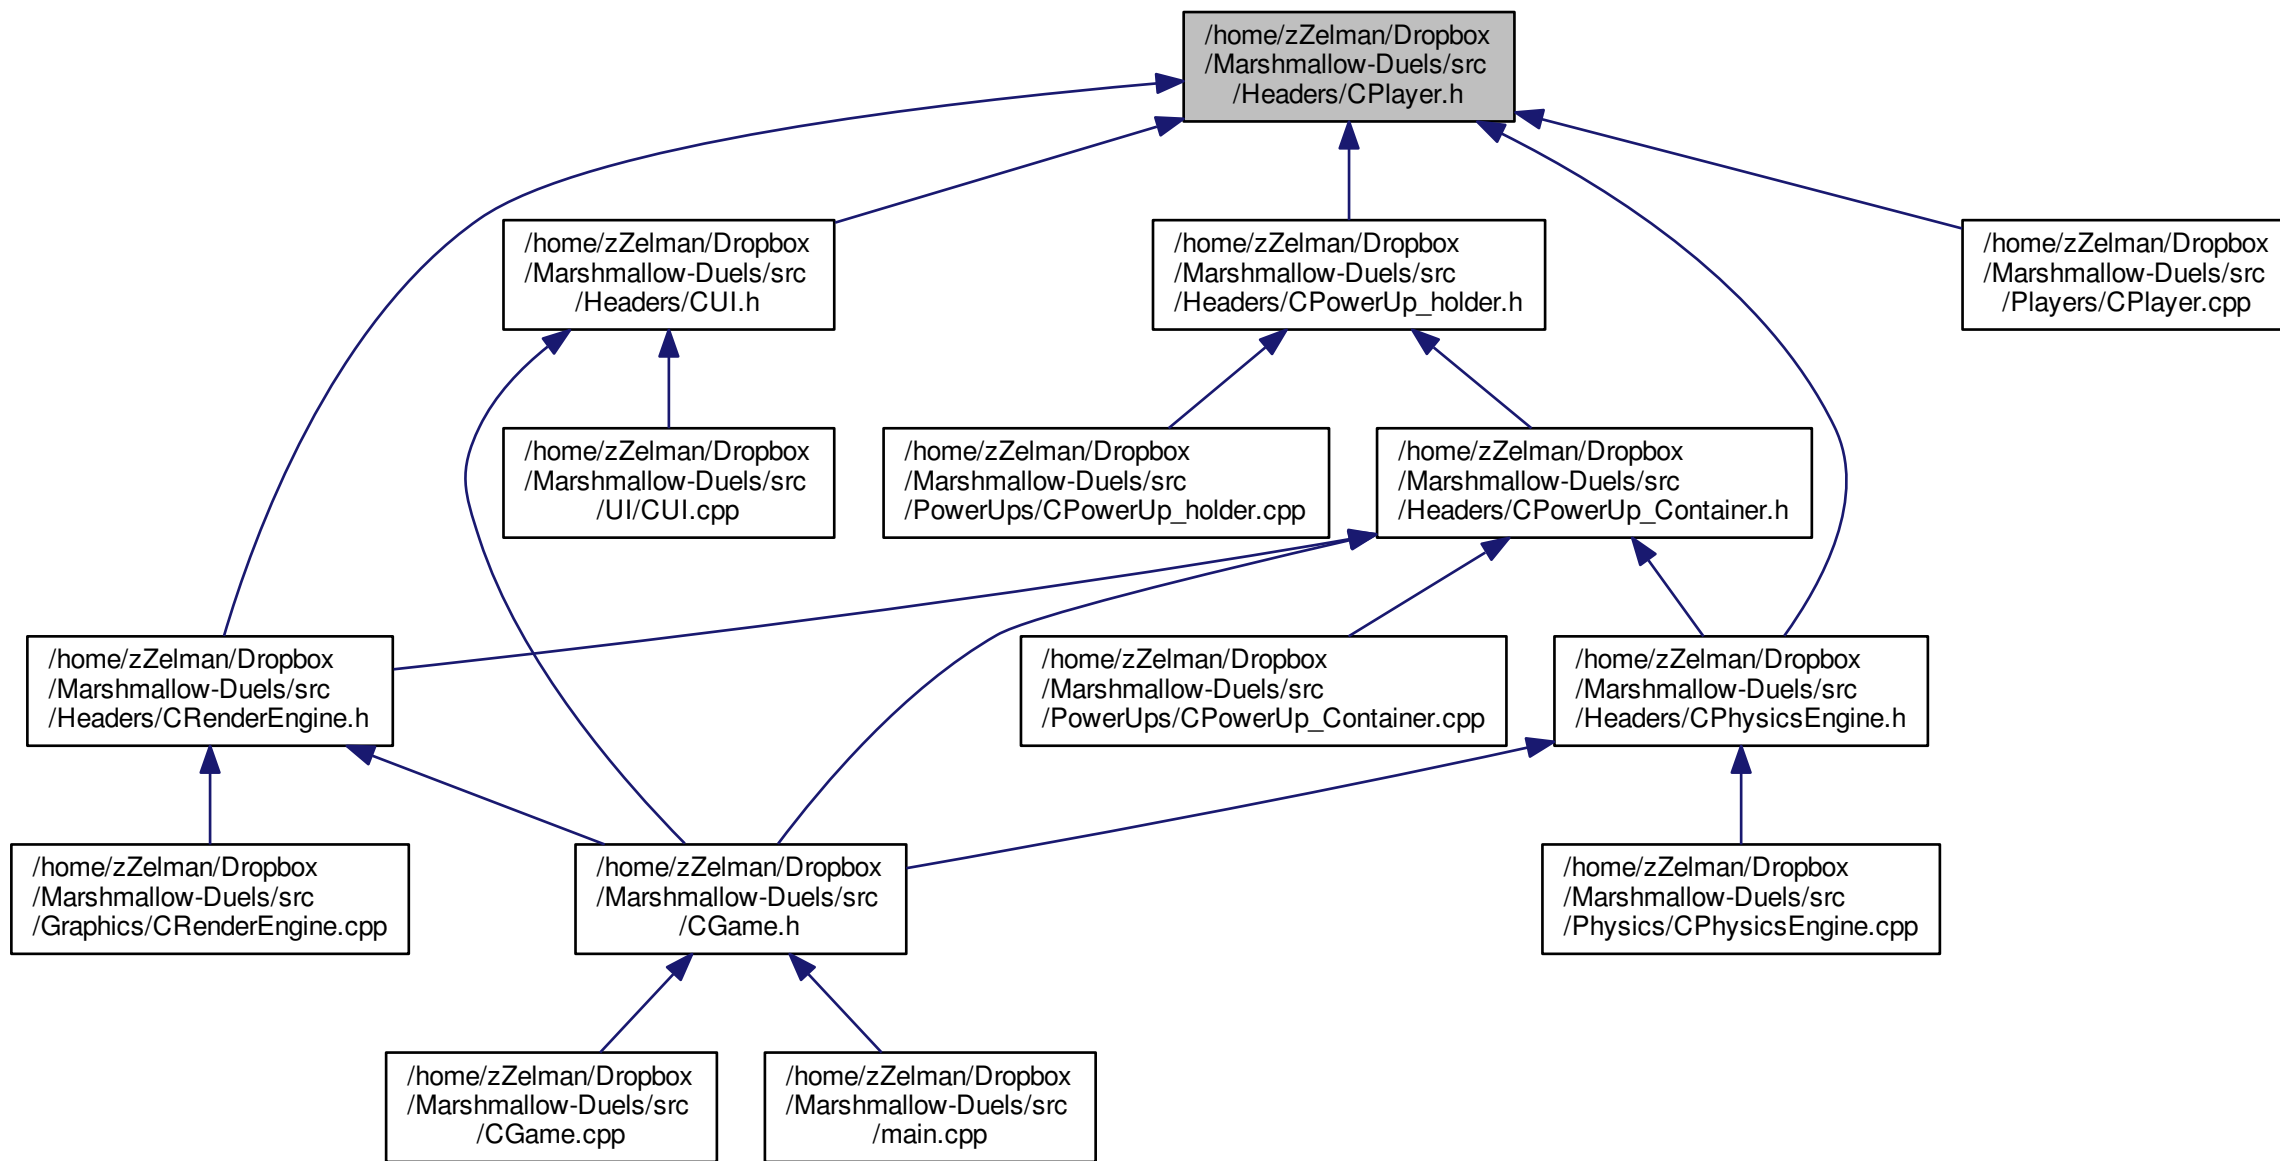 /home/zZelman/Dropbox
/Marshmallow-Duels/src
/Headers/CPlayer.h
/home/zZelman/Dropbox
/Marshmallow-Duels/src
/Headers/CUI.h
/home/zZelman/Dropbox
/Marshmallow-Duels/src
/Headers/CPowerUp_holder.h
/home/zZelman/Dropbox
/Marshmallow-Duels/src
/Players/CPlayer.cpp
/home/zZelman/Dropbox
/Marshmallow-Duels/src
/UI/CUI.cpp
/home/zZelman/Dropbox
/Marshmallow-Duels/src
/PowerUps/CPowerUp_holder.cpp
/home/zZelman/Dropbox
/Marshmallow-Duels/src
/Headers/CPowerUp_Container.h
/home/zZelman/Dropbox
/Marshmallow-Duels/src
/Headers/CRenderEngine.h
/home/zZelman/Dropbox
/Marshmallow-Duels/src
/PowerUps/CPowerUp_Container.cpp
/home/zZelman/Dropbox
/Marshmallow-Duels/src
/Headers/CPhysicsEngine.h
/home/zZelman/Dropbox
/Marshmallow-Duels/src
/Graphics/CRenderEngine.cpp
/home/zZelman/Dropbox
/Marshmallow-Duels/src
/CGame.h
/home/zZelman/Dropbox
/Marshmallow-Duels/src
/Physics/CPhysicsEngine.cpp
/home/zZelman/Dropbox
/Marshmallow-Duels/src
/CGame.cpp
/home/zZelman/Dropbox
/Marshmallow-Duels/src
/main.cpp